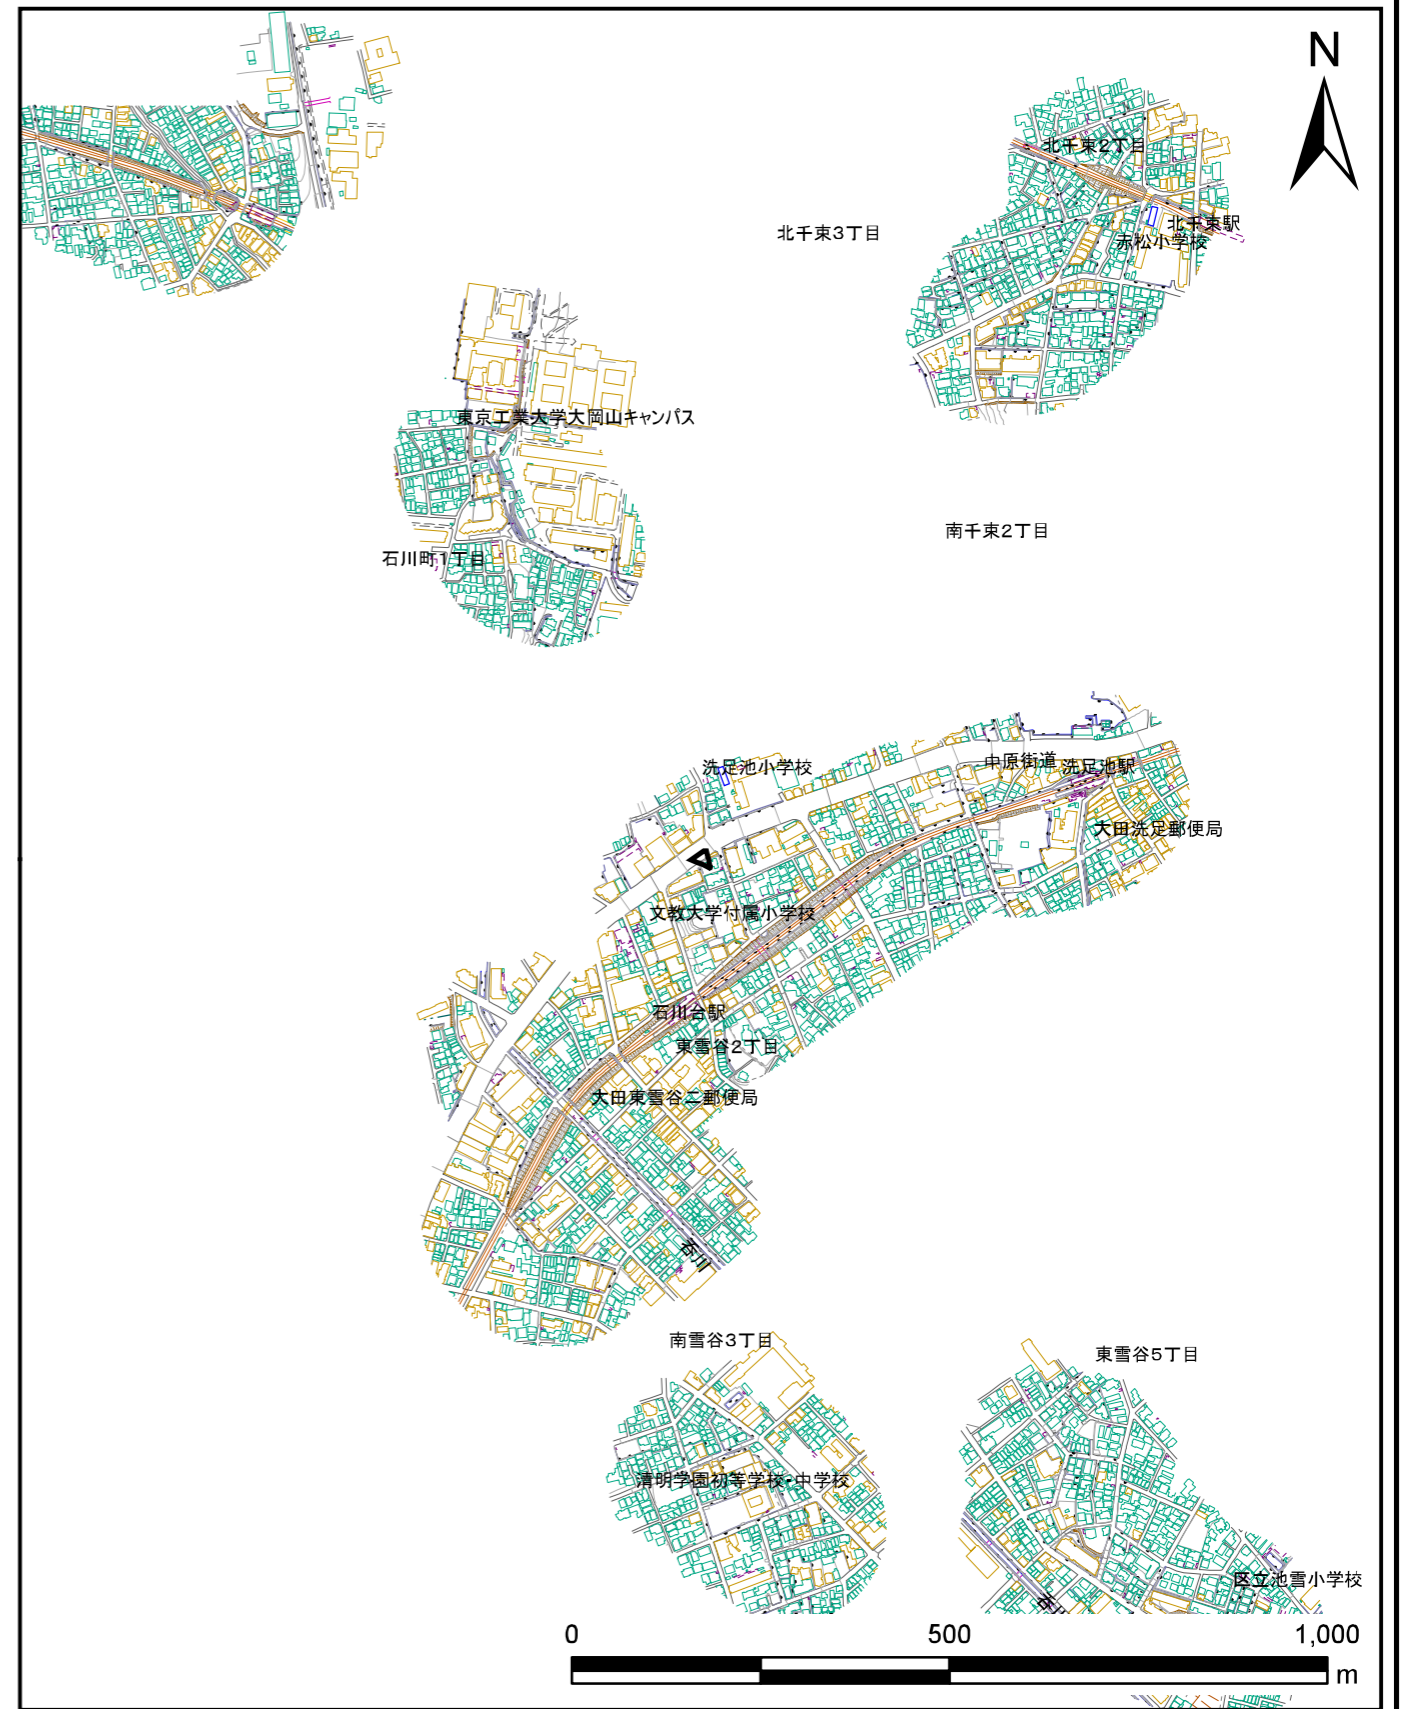 N
北千束2丁目
北千束3丁目
北千束駅
赤松小学校
東京工業大学大岡山キャンパス
南千束2丁目
石川町1丁目
中原街道
洗足池小学校
洗足池駅
大田洗足郵便局
文教大学付属小学校
石川台駅
東雪谷2丁目
大田東雪谷二郵便局
呑川
南雪谷3丁目
東雪谷5丁目
清明学園初等学校・中学校
区立池雪小学校
0 500 1,000
m